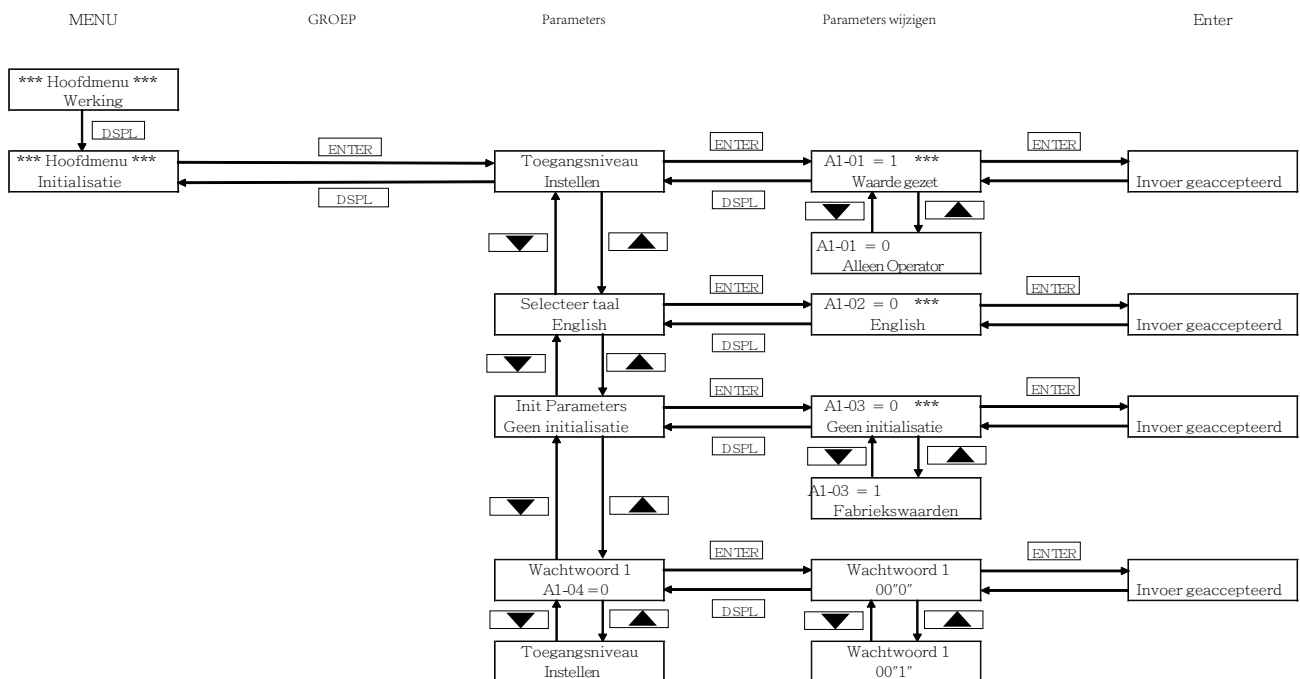 MENU GROEP Parameters Parameters wijzigen Enter
*** Hoofdmenu ***
Werking
DSPL
*** Hoofdmenu ***
Initialisatie
ENTER
DSPL
Toegangsniveau
Instellen
ENTER
DSPL
A1-01 = 1 ***
Waarde gezet
ENTER
Invoer geaccepteerd
A1-01 = 0
Alleen Operator
Selecteer taal
English
ENTER
DSPL
A1-02 = 0 ***
English
ENTER
Invoer geaccepteerd
Init Parameters
Geen initialisatie
ENTER
DSPL
A1-03 = 0 ***
Geen initialisatie
ENTER
Invoer geaccepteerd
A1-03 = 1
Fabriekswaarden
Wachtwoord 1
A1-04 = 0
ENTER
DSPL
Wachtwoord 1
00"0"
ENTER
Invoer geaccepteerd
Toegangsniveau
Instellen
Wachtwoord 1
00"1"